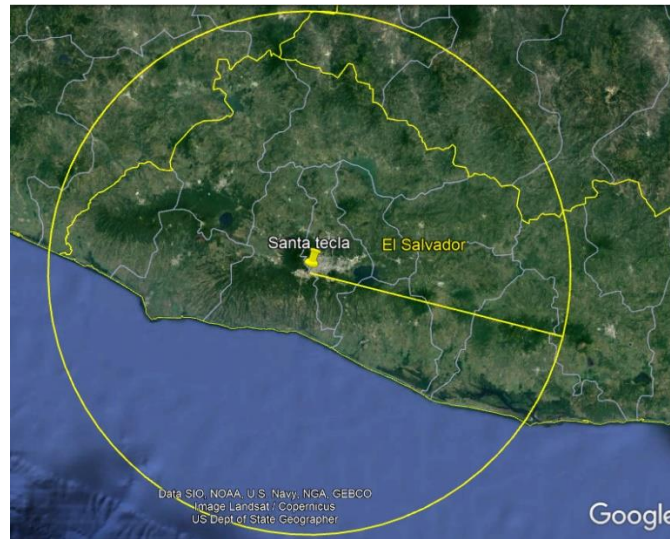 Santa tecla
El Salvador
Data SIO, NOAA, U.S. Navy, NGA, GEBCO
Image Landsat / Copernicus
US Dept of State Geographer
Google